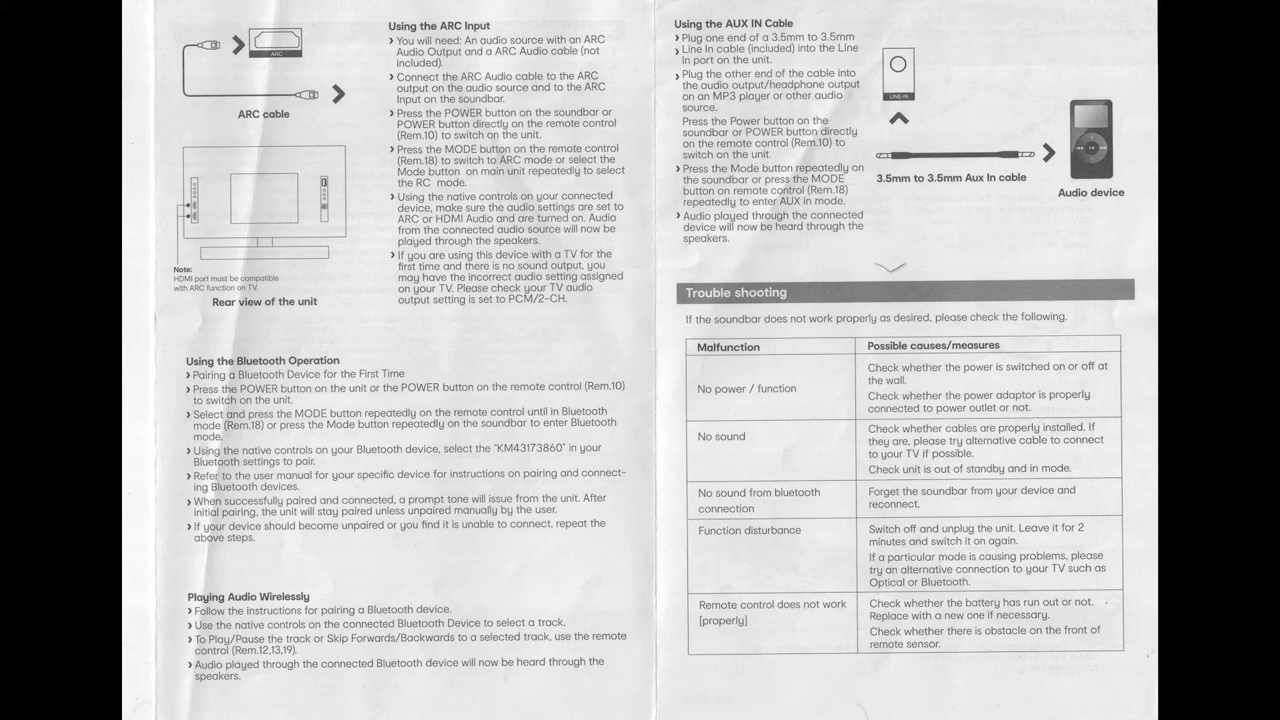 ARC
ARC cable
Note:
HDMI port must be compatible
with ARC function on TV.
Rear view of the unit
Using the ARC Input
› You will need: An audio source with an ARC
Audio Output and a ARC Audio cable (not
included).
› Connect the ARC Audio cable to the ARC
output on the audio source and to the ARC
Input on the soundbar.
› Press the POWER button on the soundbar or
POWER button directly on the remote control
(Rem.10) to switch on the unit.
› Press the MODE button on the remote control
(Rem.18) to switch to ARC mode or select the
Mode button on main unit repeatedly to select
the RC mode.
› Using the native controls on your connected
device, make sure the audio settings are set to
ARC or HDMI Audio and are turned on. Audio
from the connected audio source will now be
played through the speakers.
› If you are using this device with a TV for the
first time and there is no sound output, you
may have the incorrect audio setting assigned
on your TV. Please check your TV audio
output setting is set to PCM/2-CH.
Using the Bluetooth Operation
› Pairing a Bluetooth Device for the First Time
› Press the POWER button on the unit or the POWER button on the remote control (Rem.10)
to switch on the unit.
› Select and press the MODE button repeatedly on the remote control until in Bluetooth
mode (Rem.18) or press the Mode button repeatedly on the soundbar to enter Bluetooth
mode.
› Using the native controls on your Bluetooth device, select the "KM43173860" in your
Bluetooth settings to pair.
› Refer to the user manual for your specific device for instructions on pairing and connect-
ing Bluetooth devices.
› When successfully paired and connected, a prompt tone will issue from the unit. After
initial pairing, the unit will stay paired unless unpaired manually by the user.
› If your device should become unpaired or you find it is unable to connect, repeat the
above steps.
Playing Audio Wirelessly
› Follow the instructions for pairing a Bluetooth device.
› Use the native controls on the connected Bluetooth Device to select a track.
› To Play/Pause the track or Skip Forwards/Backwards to a selected track, use the remote
control (Rem.12,13,19).
› Audio played through the connected Bluetooth device will now be heard through the
speakers.
Using the AUX IN Cable
› Plug one end of a 3.5mm to 3.5mm
› Line In cable (included) into the Line
In port on the unit.
› Plug the other end of the cable into
the audio output/headphone output
on an MP3 player or other audio
source.
Press the Power button on the
soundbar or POWER button directly
on the remote control (Rem.10) to
switch on the unit.
› Press the Mode button repeatedly on
the soundbar or press the MODE
button on remote control (Rem.18)
repeatedly to enter AUX in mode.
› Audio played through the connected
device will now be heard through the
speakers.
LINE-IN
3.5mm to 3.5mm Aux In cable
MENU
Audio device
Trouble shooting
If the soundbar does not work properly as desired, please check the following.
Malfunction
Possible causes/measures
No power / function
Check whether the power is switched on or off at
the wall.
Check whether the power adaptor is properly
connected to power outlet or not.
No sound
Check whether cables are properly installed. If
they are, please try alternative cable to connect
to your TV if possible.
Check unit is out of standby and in mode.
No sound from bluetooth
connection
Forget the soundbar from your device and
reconnect.
Function disturbance
Switch off and unplug the unit. Leave it for 2
minutes and switch it on again.
If a particular mode is causing problems, please
try an alternative connection to your TV such as
Optical or Bluetooth.
Remote control does not work
[properly]
Check whether the battery has run out or not.
Replace with a new one if necessary.
Check whether there is obstacle on the front of
remote sensor.